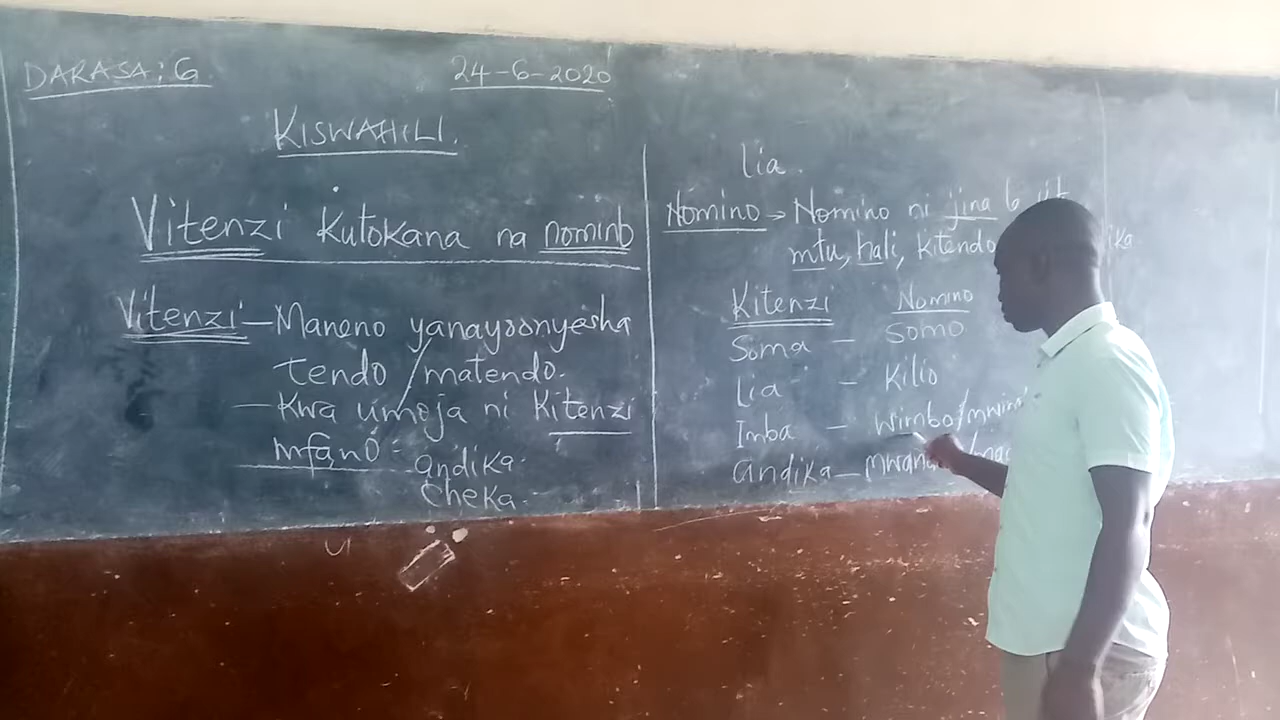 DARASA: 6
24-6-2020
KISWAHILI.
Vitenzi kutokana na nomino
Vitenzi - Maneno yanayoonyesha
tendo / matendo.
- Kwa umoja ni Kitenzi
mfano:- andika.
cheka.
lia.
Nomino → Nomino ni jina la
mtu, hali, kitendo
Kitenzi Nomino
Soma - Somo
Lia - Kilio
Imba - Wimbo/
andika -